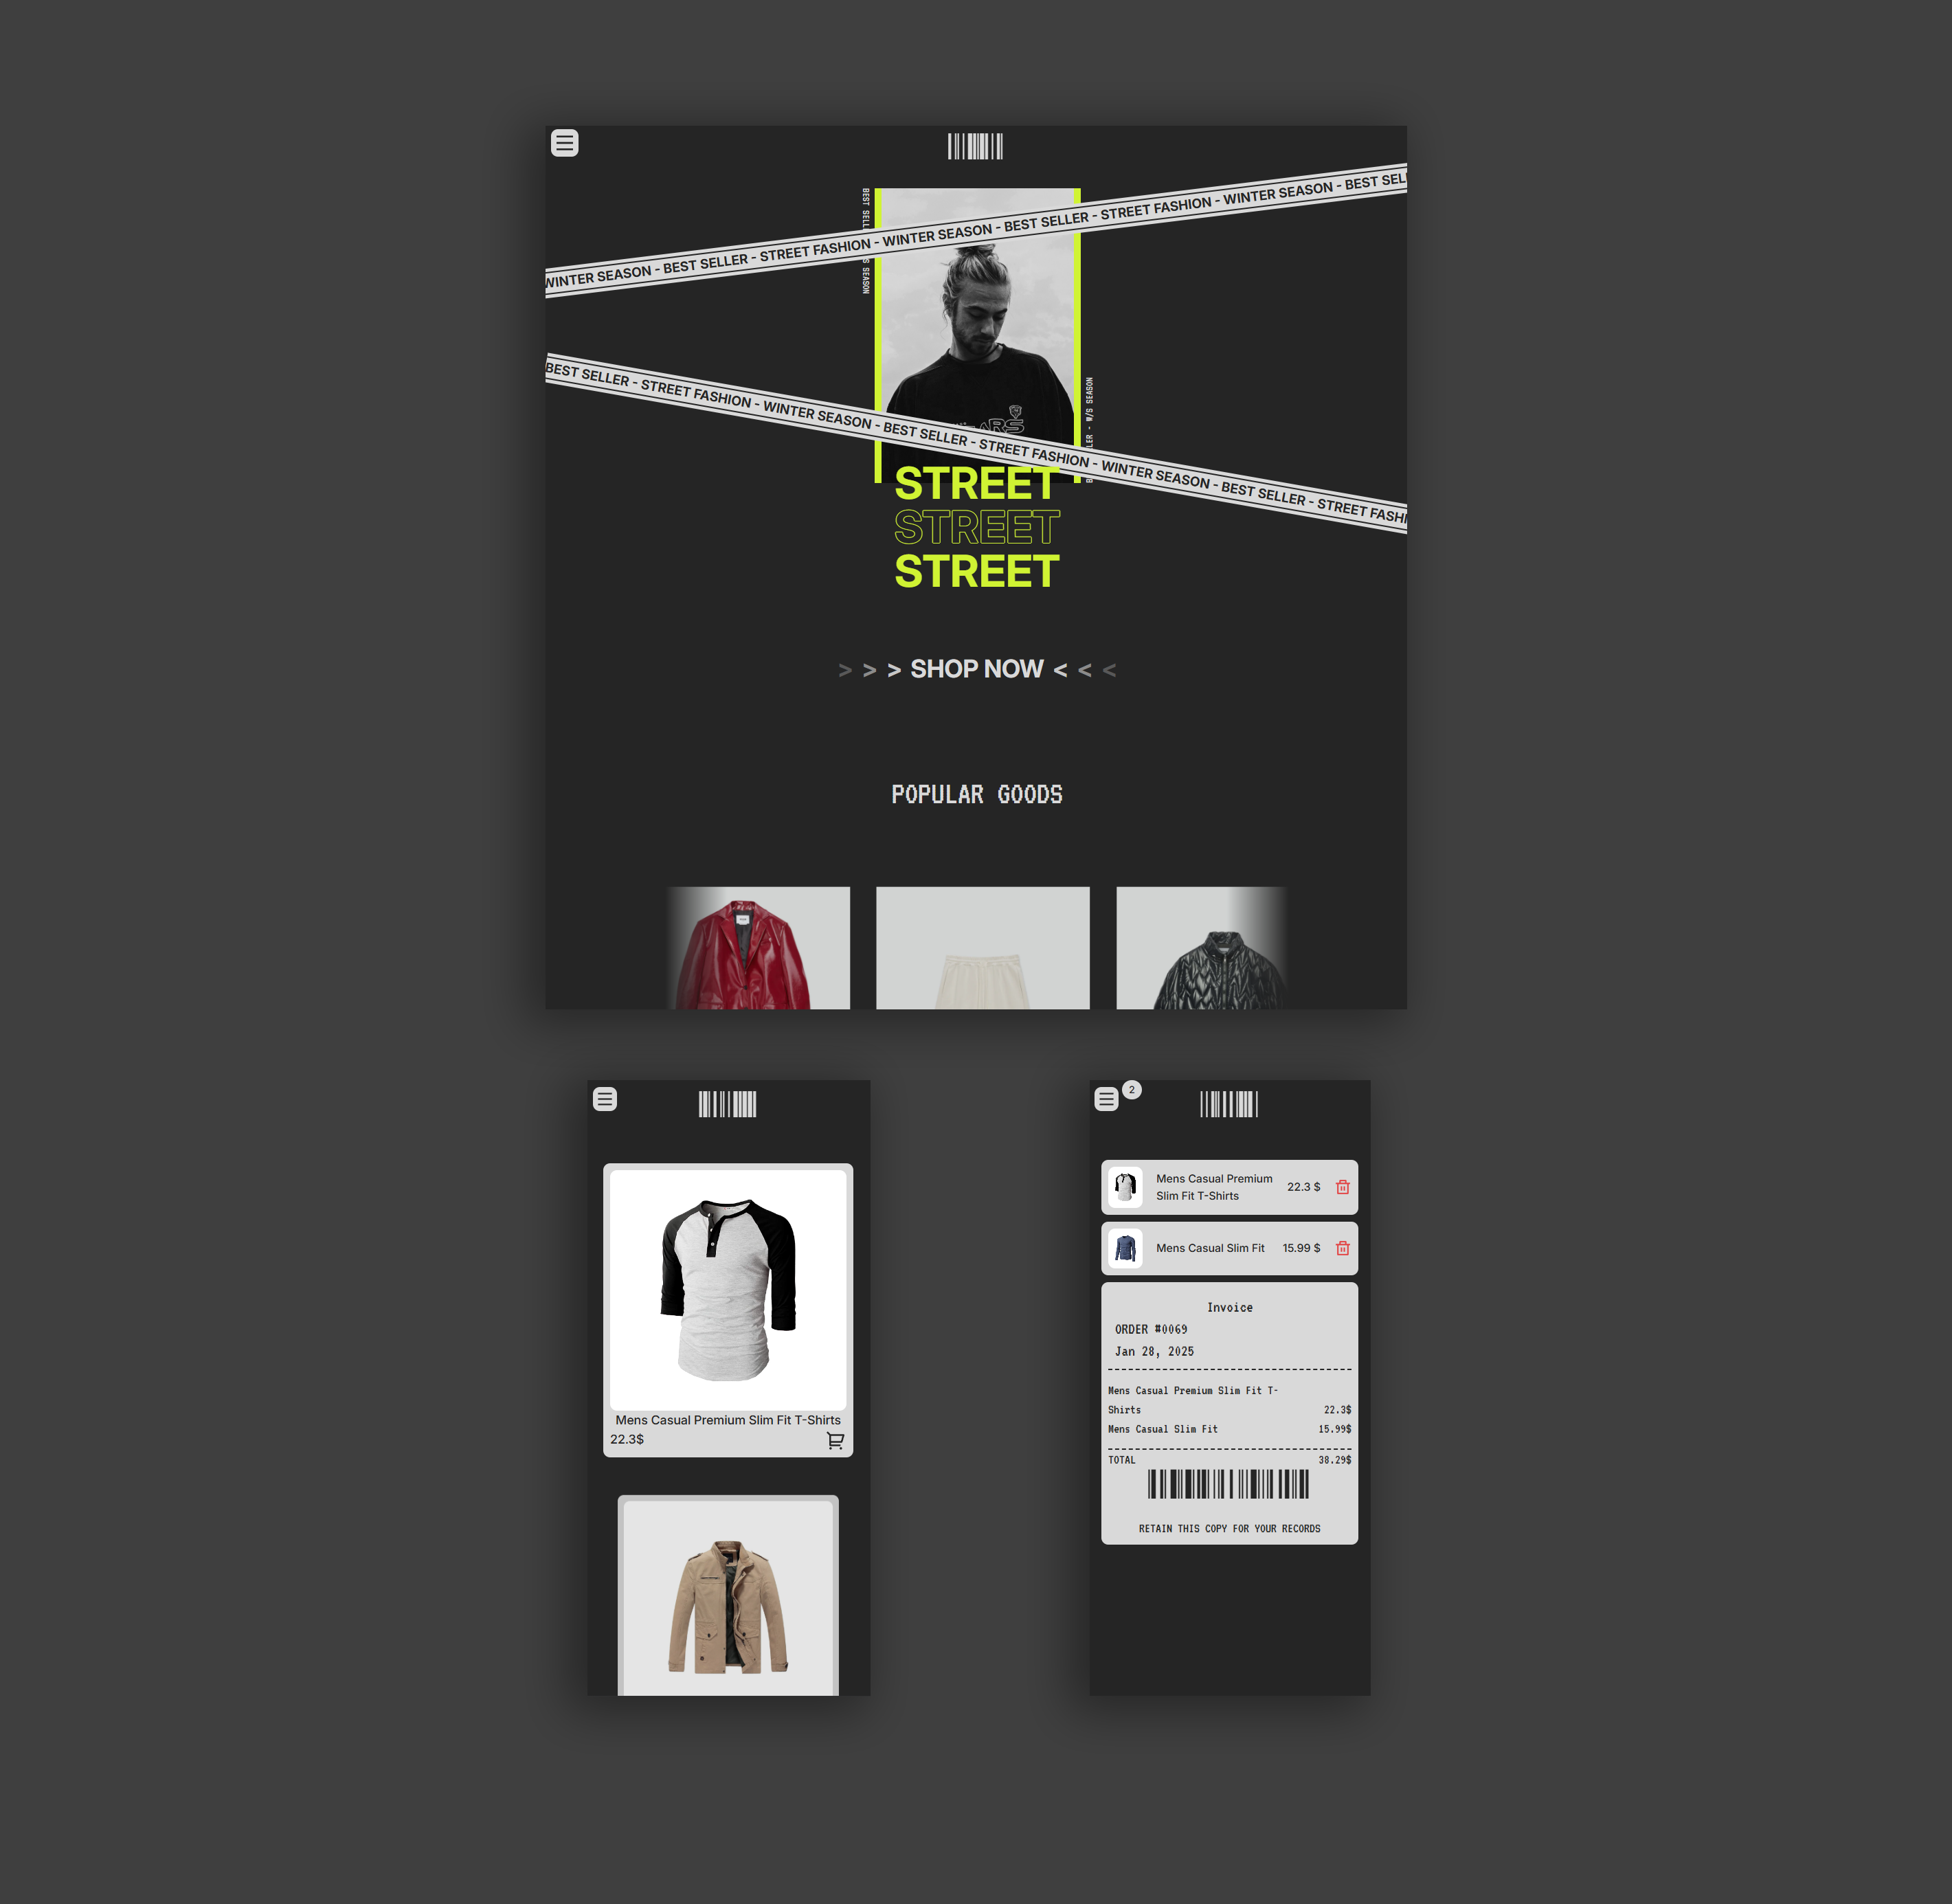 WINTER SEASON - BEST SELLER - STREET FASHION - WINTER SEASON - BEST SELLER - STREET FASHION - WINTER SEASON - BEST SELL
BEST SELL
S SEASON
LER - W/S SEASON
BEST SELLER - STREET FASHION - WINTER SEASON - BEST SELLER - STREET FASHION - WINTER SEASON - BEST SELLER - STREET FASHI
STREET
STREET
STREET
> > > SHOP NOW < < <
POPULAR GOODS
Mens Casual Premium Slim Fit T-Shirts
22.3$
2
Mens Casual Premium
Slim Fit T-Shirts
22.3 $
Mens Casual Slim Fit 15.99 $
Invoice
ORDER #0069
Jan 28, 2025
Mens Casual Premium Slim Fit T-
Shirts 22.3$
Mens Casual Slim Fit 15.99$
TOTAL 38.29$
RETAIN THIS COPY FOR YOUR RECORDS